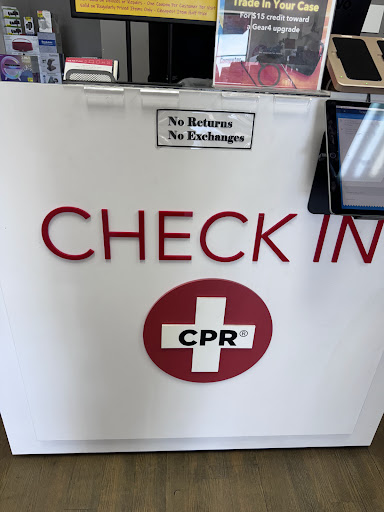 Trade In Your Case
For $15 credit toward
a Gear4 upgrade
No Returns
No Exchanges
CHECK IN
CPR®